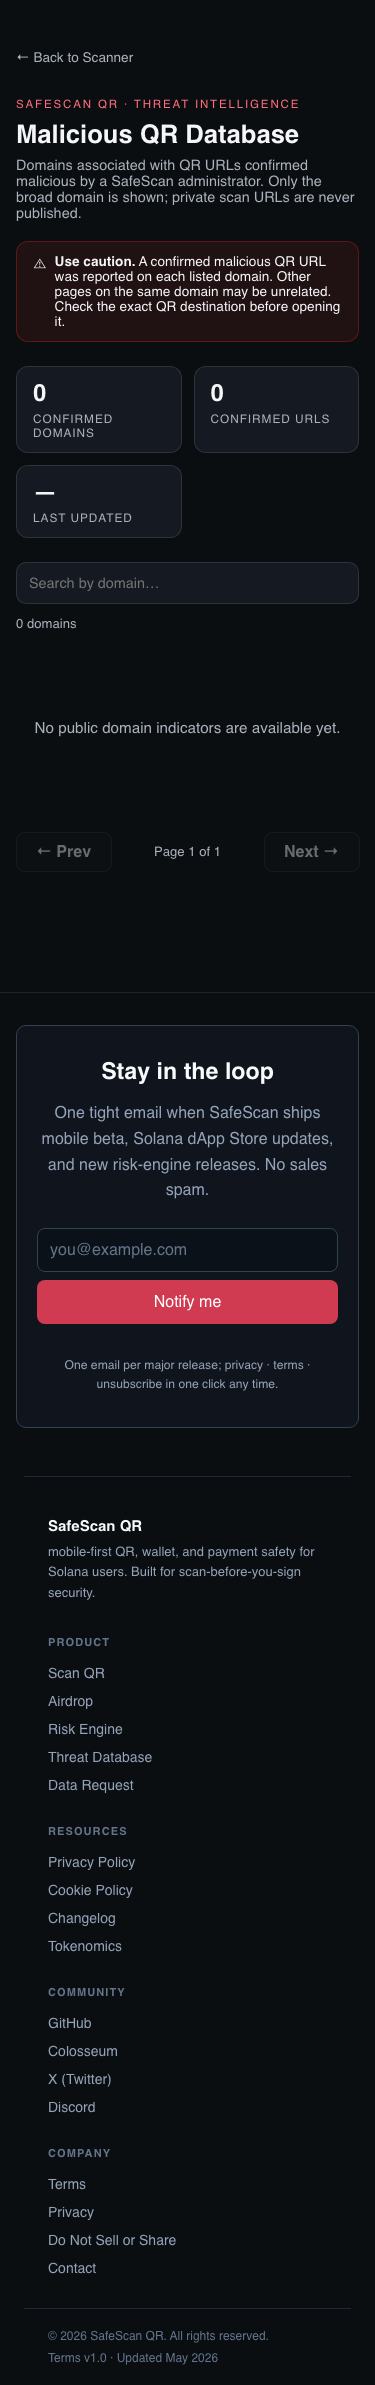 ← Back to Scanner
SAFESCAN QR · THREAT INTELLIGENCE
Malicious QR Database
Domains associated with QR URLs confirmed
malicious by a SafeScan administrator. Only the
broad domain is shown; private scan URLs are never
published.
⚠ Use caution. A confirmed malicious QR URL
was reported on each listed domain. Other
pages on the same domain may be unrelated.
Check the exact QR destination before opening
it.
0
CONFIRMED
DOMAINS
0
CONFIRMED URLS
—
LAST UPDATED
Search by domain...
0 domains
No public domain indicators are available yet.
← Prev
Page 1 of 1
Next →
Stay in the loop
One tight email when SafeScan ships
mobile beta, Solana dApp Store updates,
and new risk-engine releases. No sales
spam.
you@example.com
Notify me
One email per major release; privacy · terms ·
unsubscribe in one click any time.
SafeScan QR
mobile-first QR, wallet, and payment safety for
Solana users. Built for scan-before-you-sign
security.
PRODUCT
Scan QR
Airdrop
Risk Engine
Threat Database
Data Request
RESOURCES
Privacy Policy
Cookie Policy
Changelog
Tokenomics
COMMUNITY
GitHub
Colosseum
X (Twitter)
Discord
COMPANY
Terms
Privacy
Do Not Sell or Share
Contact
© 2026 SafeScan QR. All rights reserved.
Terms v1.0 · Updated May 2026